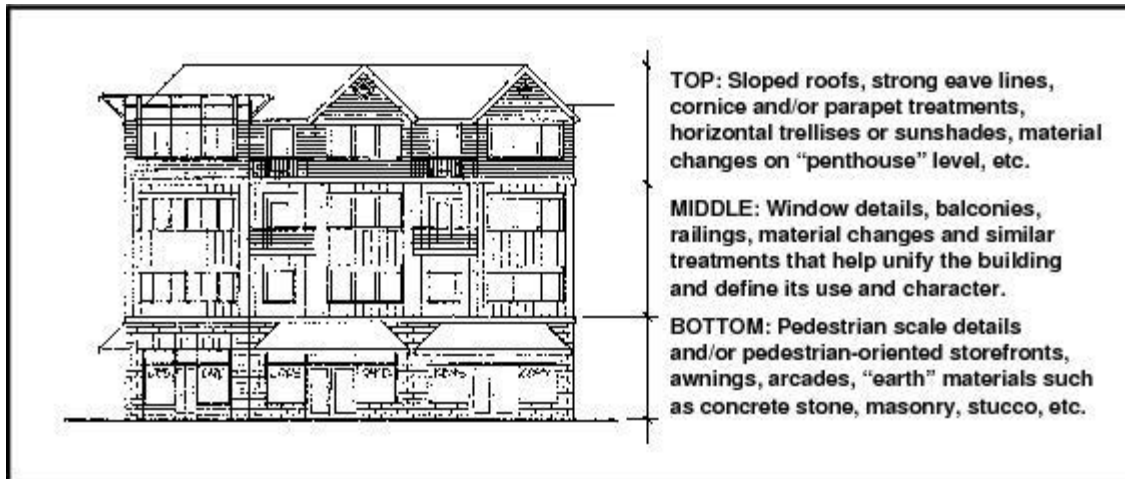 TOP: Sloped roofs, strong eave lines,
cornice and/or parapet treatments,
horizontal trellises or sunshades, material
changes on “penthouse” level, etc.
MIDDLE: Window details, balconies,
railings, material changes and similar
treatments that help unify the building
and define its use and character.
BOTTOM: Pedestrian scale details
and/or pedestrian-oriented storefronts,
awnings, arcades, “earth” materials such
as concrete stone, masonry, stucco, etc.